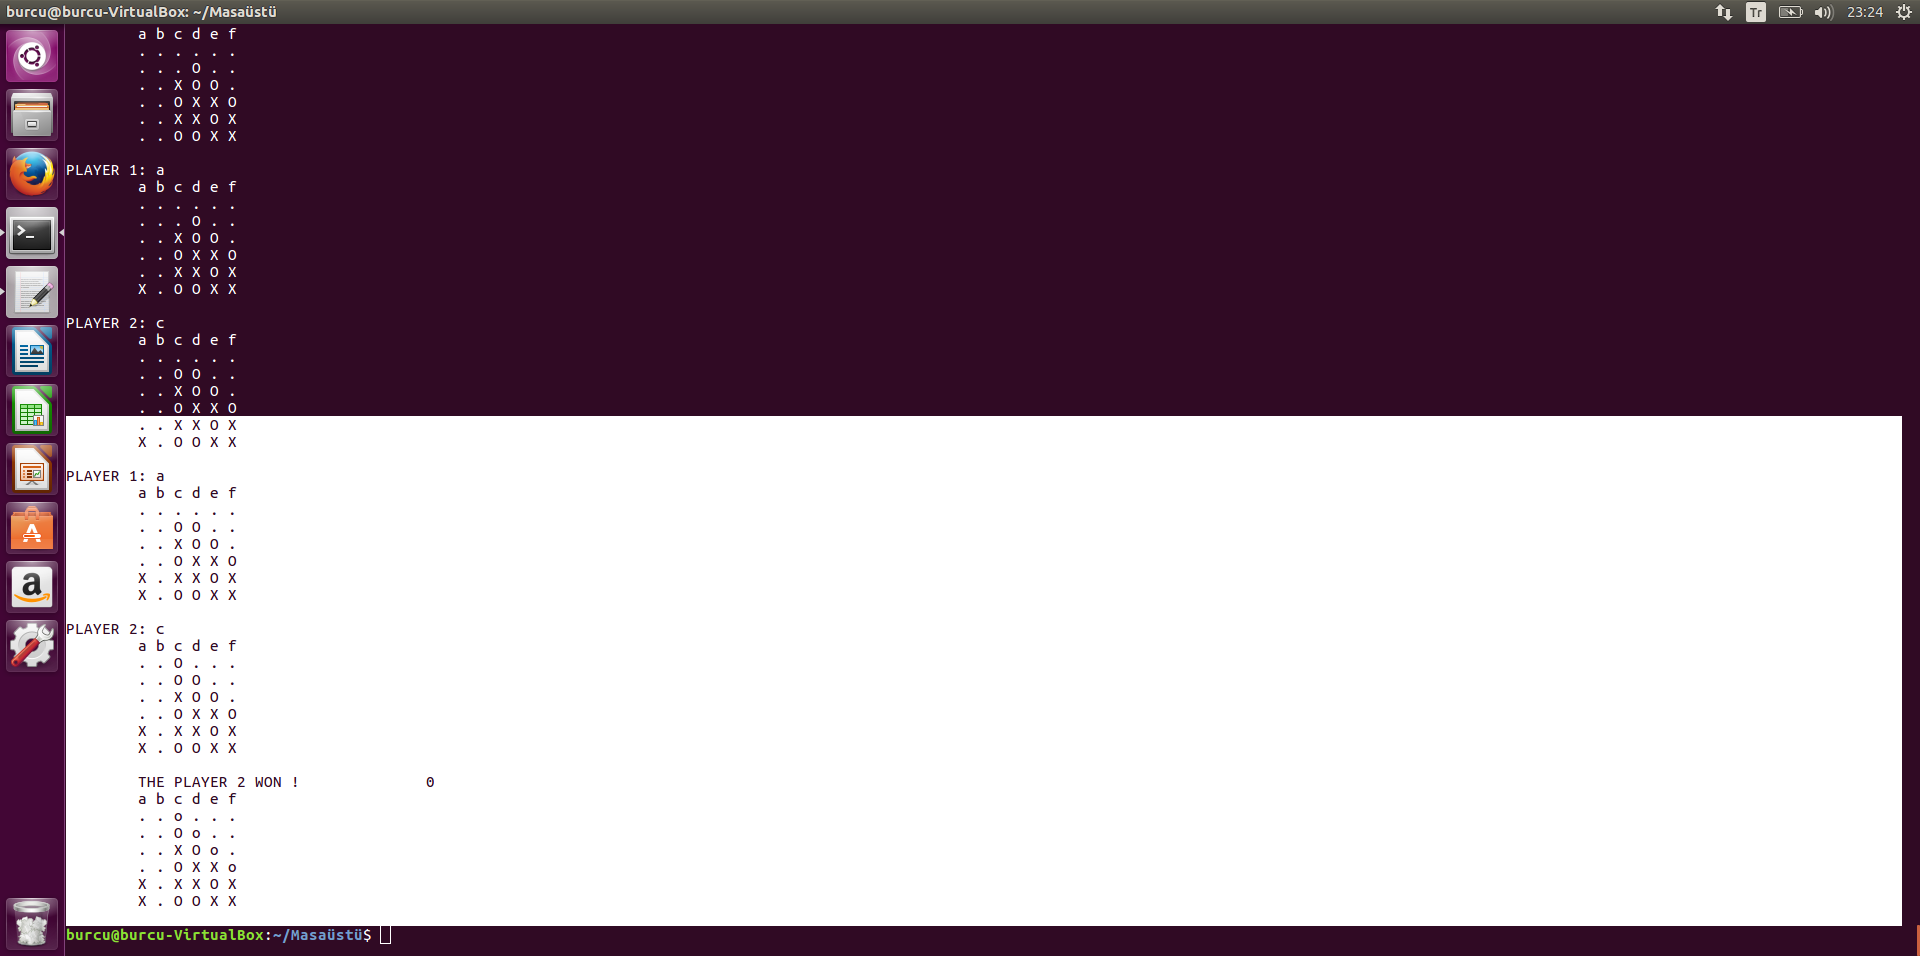 burcu@burcu-VirtualBox: ~/Masaüstü Tr 23:24
a b c d e f
. . . . . .
. . . O . .
. . X O O .
. . O X X O
. . X X O X
. . O O X X
PLAYER 1: a
a b c d e f
. . . . . .
. . . O . .
. . X O O .
. . O X X O
. . X X O X
X . O O X X
PLAYER 2: c
a b c d e f
. . . . . .
. . O O . .
. . X O O .
. . O X X O
. . X X O X
X . O O X X
PLAYER 1: a
a b c d e f
. . . . . .
. . O O . .
. . X O O .
. . O X X O
X . X X O X
X . O O X X
PLAYER 2: c
a b c d e f
. . O . . .
. . O O . .
. . X O O .
. . O X X O
X . X X O X
X . O O X X
THE PLAYER 2 WON ! 0
a b c d e f
. . o . . .
. . O o . .
. . X O o .
. . O X X o
X . X X O X
X . O O X X
burcu@burcu-VirtualBox:~/Masaüstü$